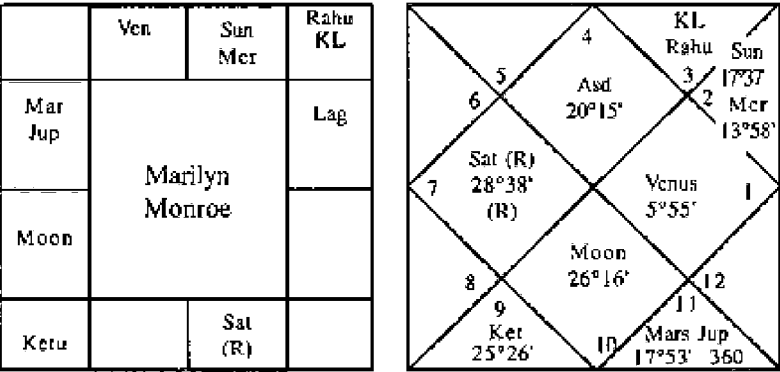 Ven
Sun
Mer
Rahu
KL
Mar
Jup
Lag
Marilyn
Monroe
Moon
Ketu
Sat
(R)
4
KL
Rahu
Sun
17°37'
5
3
2
Mer
13°58'
6
Asd
20°15'
Sat (R)
28°38'
(R)
7
Venus
5°55'
1
Moon
26°16'
8
12
9
11
Ket
25°26'
10
Mars Jup
17°53' 360